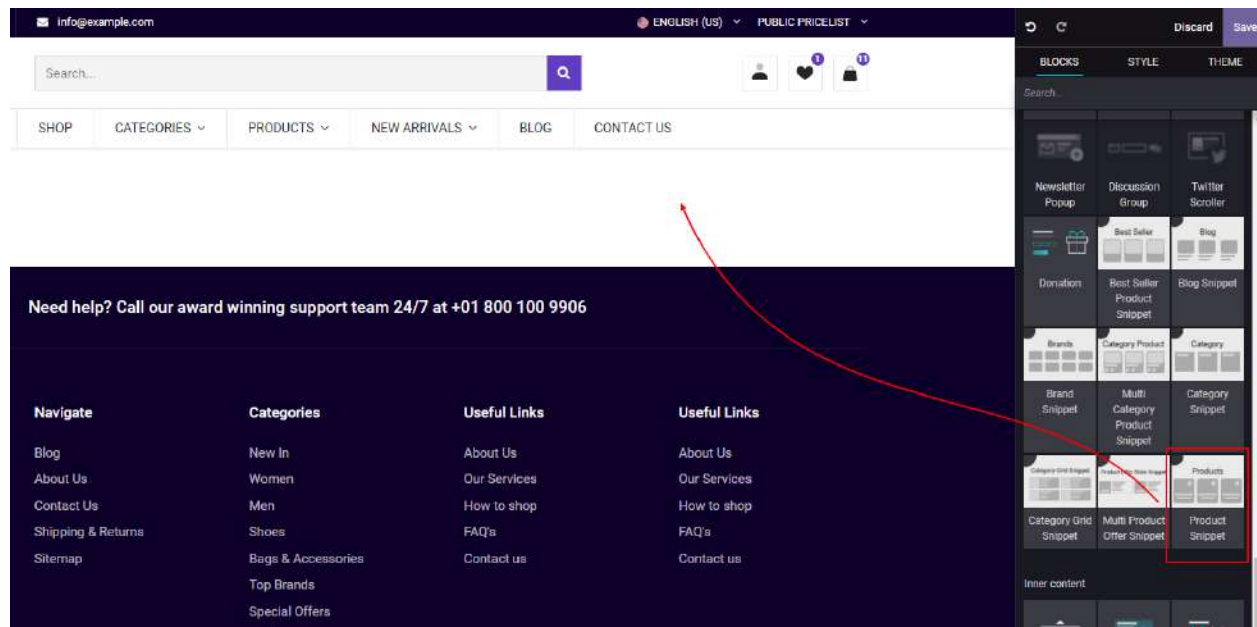 info@example.com
ENGLISH (US)
PUBLIC PRICELIST
Discard
Save
Search...
1
11
BLOCKS
STYLE
THEME
Search...
SHOP
CATEGORIES
PRODUCTS
NEW ARRIVALS
BLOG
CONTACT US
Newsletter Popup
Discussion Group
Twitter Scroller
Best Seller
Blog
Donation
Best Seller Product Snippet
Blog Snippet
Need help? Call our award winning support team 24/7 at +01 800 100 9906
Brands
Category Product
Category
Brand Snippet
Multi Category Product Snippet
Category Snippet
Navigate
Blog
About Us
Contact Us
Shipping & Returns
Sitemap
Categories
New In
Women
Men
Shoes
Bags & Accessories
Top Brands
Special Offers
Useful Links
About Us
Our Services
How to shop
FAQ's
Contact us
Useful Links
About Us
Our Services
How to shop
FAQ's
Contact us
Category Grid Snippet
Products
Category Grid Snippet
Multi Product Offer Snippet
Product Snippet
Inner content